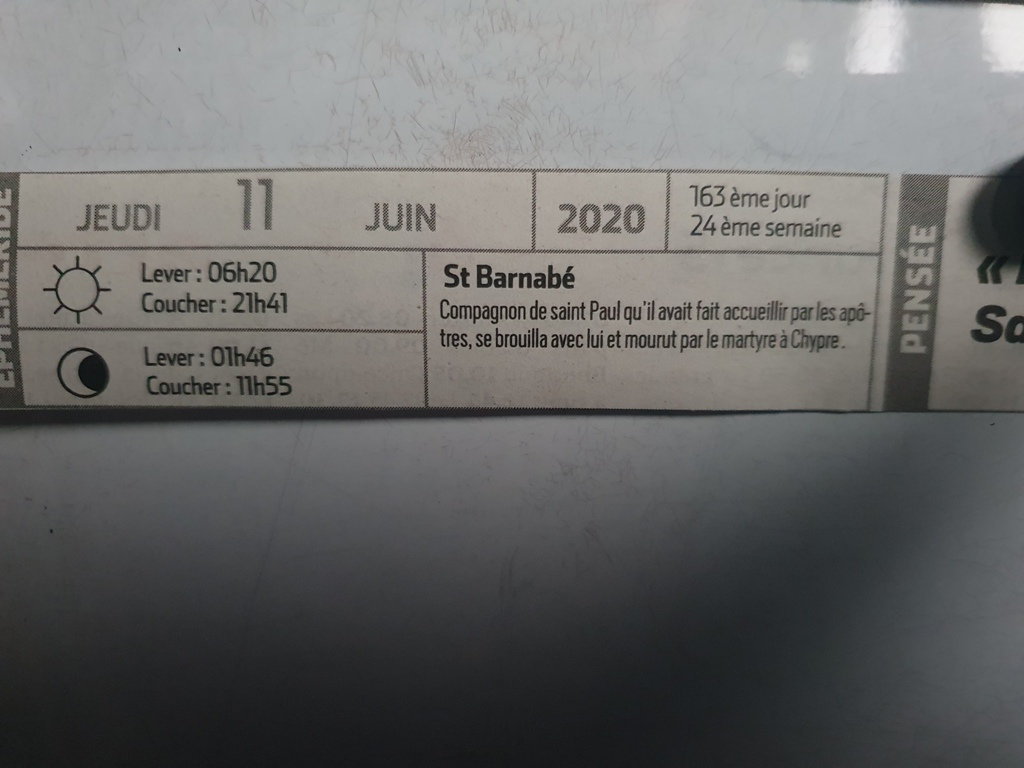 ÉPHÉMÉRIDE
JEUDI 11 JUIN 2020
163 ème jour
24 ème semaine
Lever : 06h20
Coucher : 21h41
Lever : 01h46
Coucher : 11h55
St Barnabé
Compagnon de saint Paul qu'il avait fait accueillir par les apô-
tres, se brouilla avec lui et mourut par le martyre à Chypre.
PENSÉE
«